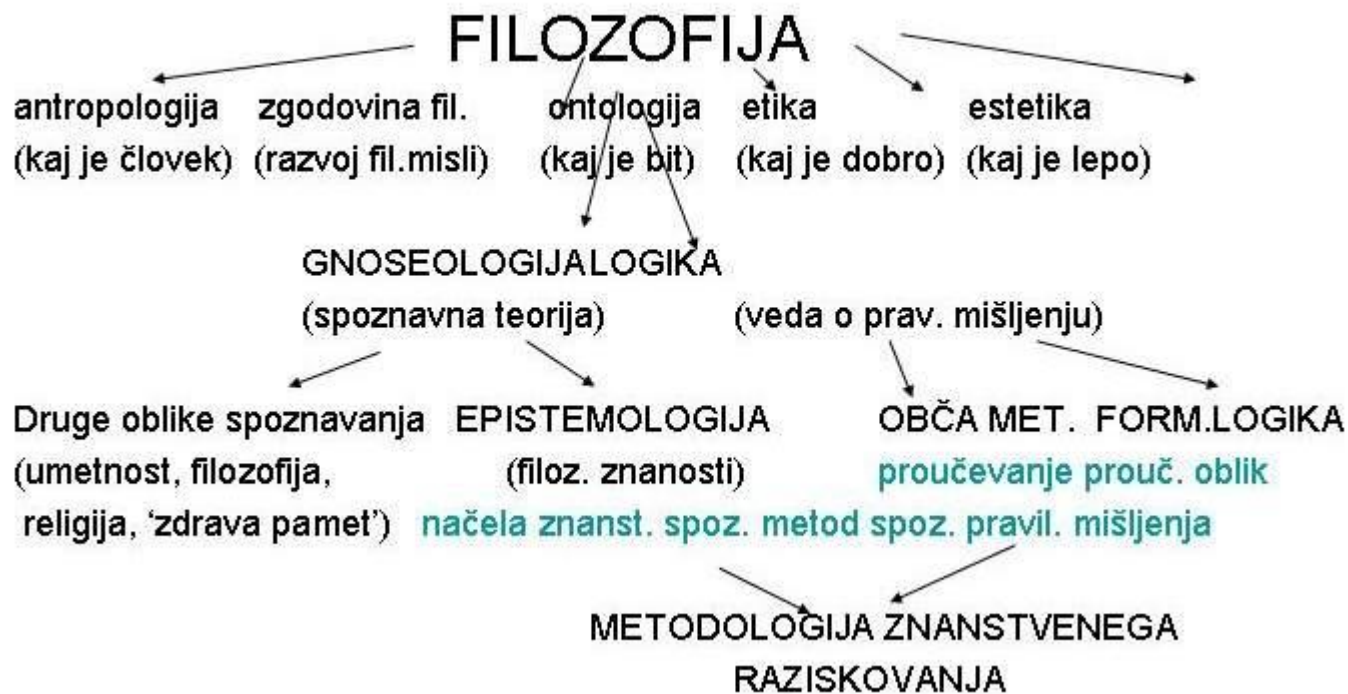 FILOZOFIJA
antropologija zgodovina fil. ontologija etika estetika
(kaj je človek) (razvoj fil.misli) (kaj je bit) (kaj je dobro) (kaj je lepo)
GNOSEOLOGIJALOGIKA
(spoznavna teorija) (veda o prav. mišljenju)
Druge oblike spoznavanja EPISTEMOLOGIJA OBČA MET. FORM.LOGIKA
(umetnost, filozofija, (filoz. znanosti) proučevanje prouč. oblik
religija, ‘zdrava pamet’) načela znanst. spoz. metod spoz. pravil. mišljenja
METODOLOGIJA ZNANSTVENEGA
RAZISKOVANJA